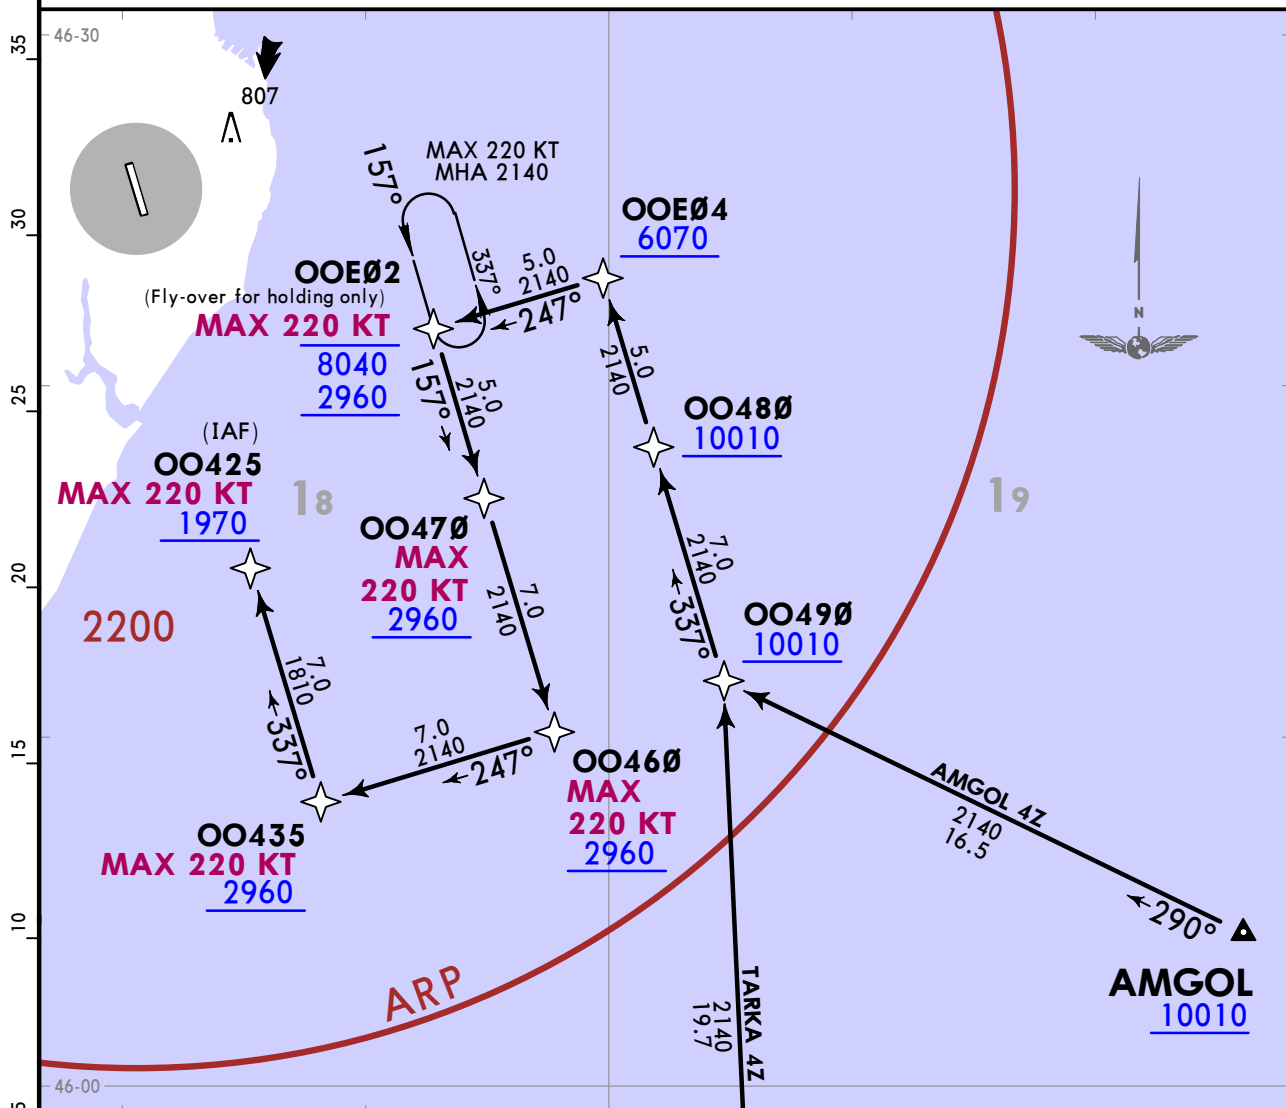 35
46-30
807
30
157°
MAX 220 KT
MHA 2140
337°
OOEØ4
6070
5.0
2140
←247°
OOEØ2
(Fly-over for holding only)
MAX 220 KT
8040
2960
N
25
157°→
5.0
2140
5.0
2140
OO48Ø
10010
(IAF)
OO425
MAX 220 KT
1970
18
19
OO47Ø
MAX
220 KT
2960
7.0
2140
←337°
20
2200
7.0
2140
OO49Ø
10010
7.0
1810
←337°
15
7.0
2140
←247°
OO46Ø
MAX
220 KT
2960
AMGOL 4Z
2140
16.5
OO435
MAX 220 KT
2960
10
←290°
AMGOL
10010
ARP
TARKA 4Z
2140
19.7
46-00